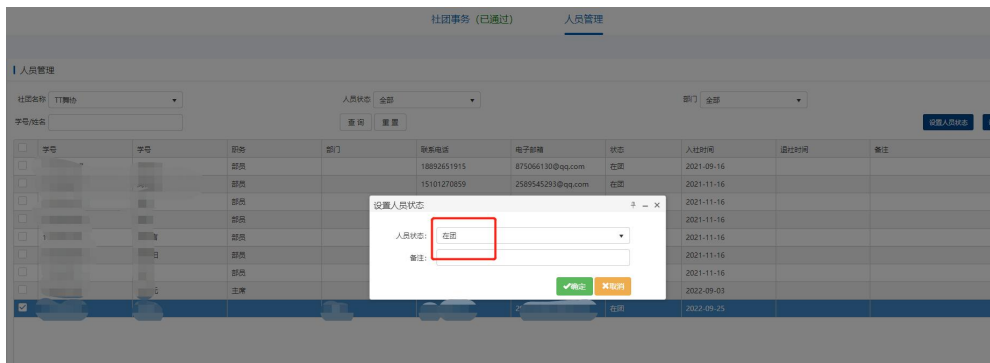 社团事务（已通过） 人员管理
人员管理
社团名称 TT舞协 人员状态 全部 部门 全部
学号/姓名 查询 重置 设置人员状态
学号 学号 职务 部门 联系电话 电子邮箱 状态 入社时间 退社时间 备注
部员 18892651915 875066130@qq.com 在团 2021-09-16
部员 15101270859 2589545293@qq.com 在团 2021-11-16
部员 2021-11-16
部员 2021-11-16
部员 2021-11-16
部员 2021-11-16
部员 2021-11-16
主席 2022-09-03
在团 2022-09-25
设置人员状态
人员状态： 在团
备注：
确定 取消